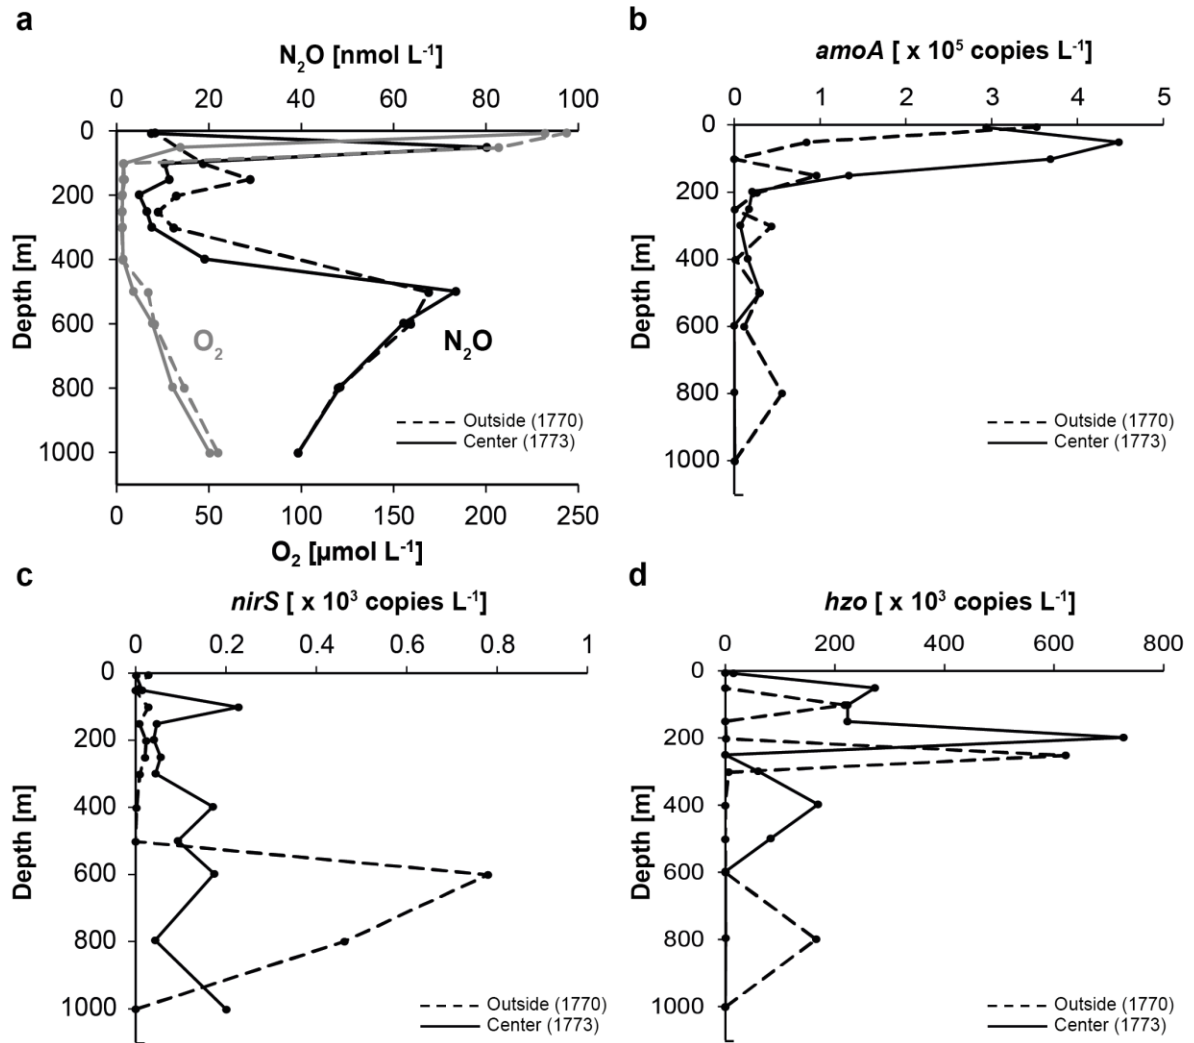 a
N₂O [nmol L⁻¹]
0 20 40 60 80 100
0
200
400
600
800
1000
Depth [m]
O₂
N₂O
Outside (1770)
Center (1773)
0 50 100 150 200 250
O₂ [µmol L⁻¹]
b
amoA [ x 10⁵ copies L⁻¹]
0 1 2 3 4 5
0
200
400
600
800
1000
Depth [m]
Outside (1770)
Center (1773)
c
nirS [ x 10³ copies L⁻¹]
0 0.2 0.4 0.6 0.8 1
0
200
400
600
800
1000
Depth [m]
Outside (1770)
Center (1773)
d
hzo [ x 10³ copies L⁻¹]
0 200 400 600 800
0
200
400
600
800
1000
Depth [m]
Outside (1770)
Center (1773)